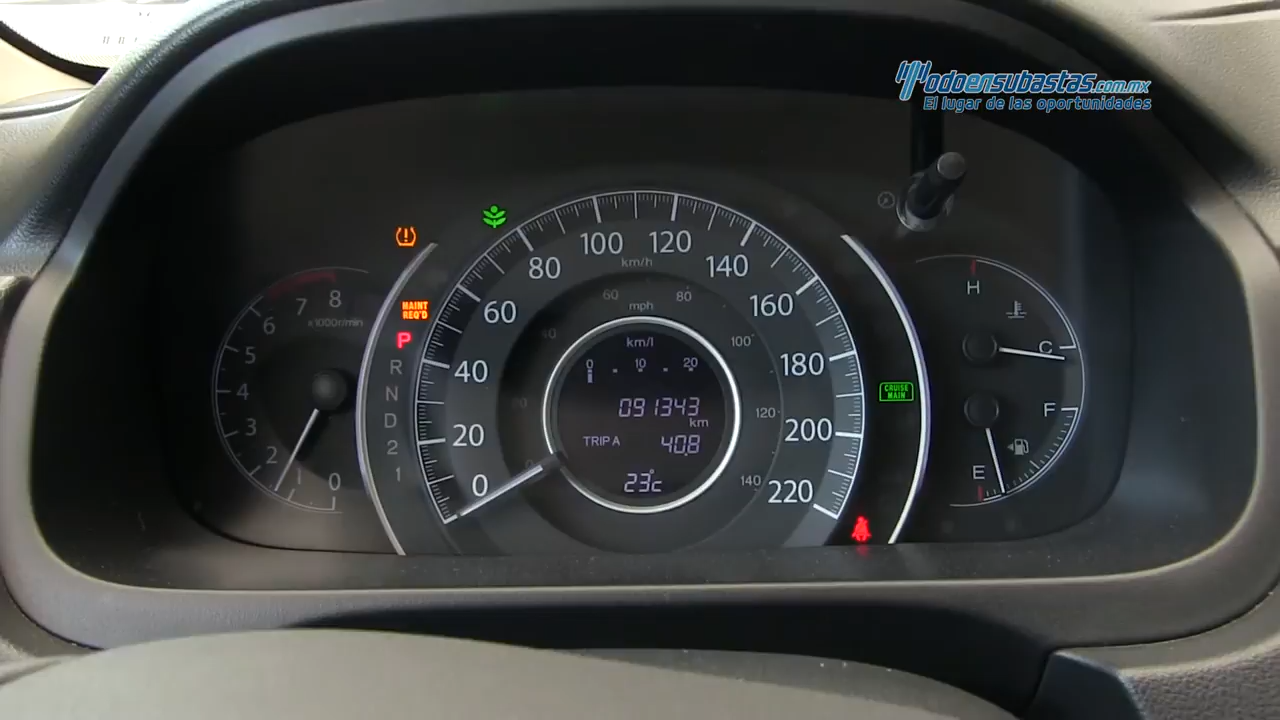 odoensubastas.com.mx
El lugar de las oportunidades
8
7
6
5
4
3
2
1
0
x1000r/min
MAINT
REQ'D
P
R
N
D
2
1
0
20
40
60
80
100
120
140
160
180
200
220
km/h
60
80
100
120
140
mph
km/l
0 10 20
091343
km
TRIP A 40.8
23°c
CRUISE
MAIN
H
C
F
E